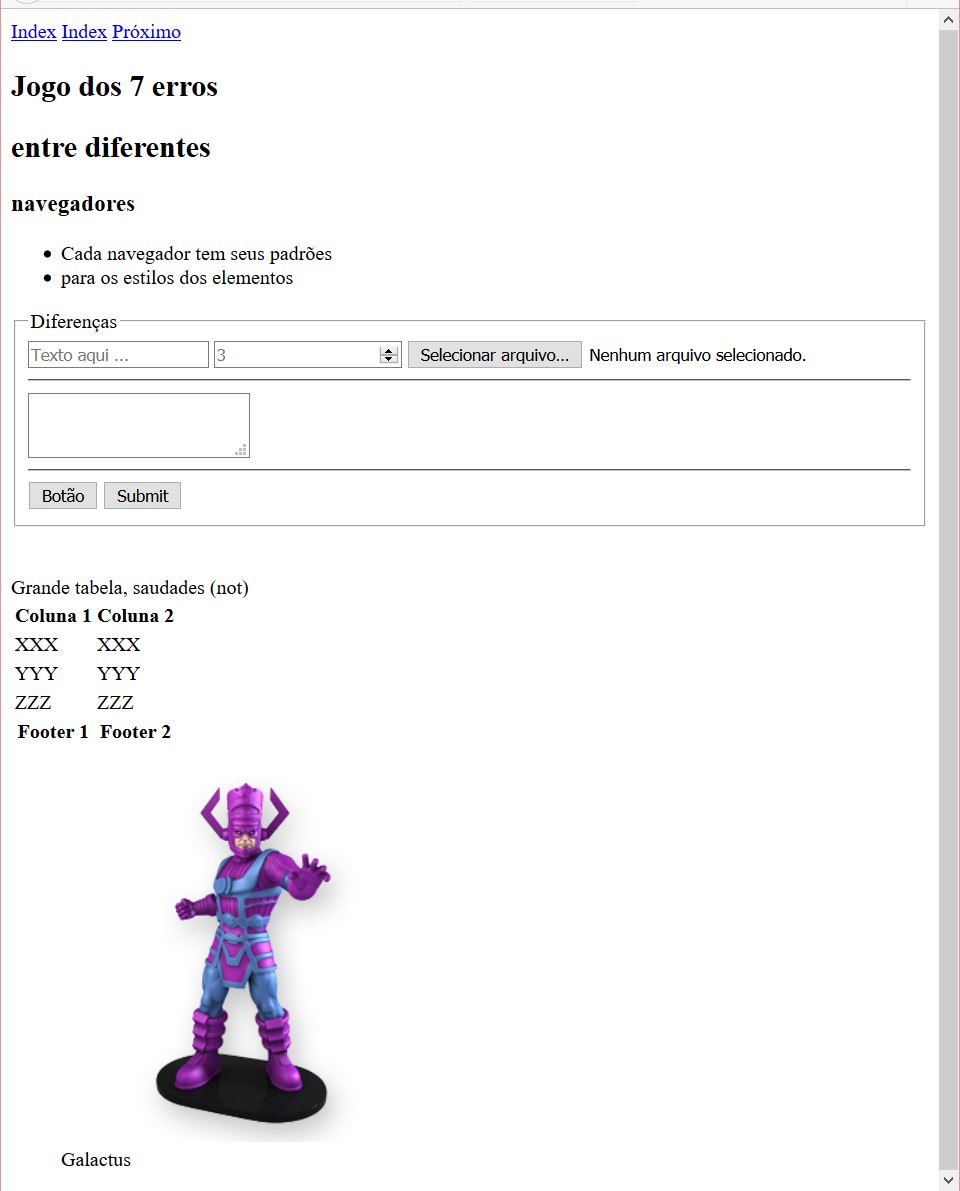 Index Index Próximo
Jogo dos 7 erros
entre diferentes
navegadores
Cada navegador tem seus padrões
para os estilos dos elementos
Diferenças
Texto aqui ... 3 Selecionar arquivo... Nenhum arquivo selecionado.
Botão Submit
Grande tabela, saudades (not)
Coluna 1 Coluna 2
XXX XXX
YYY YYY
ZZZ ZZZ
Footer 1 Footer 2
Galactus